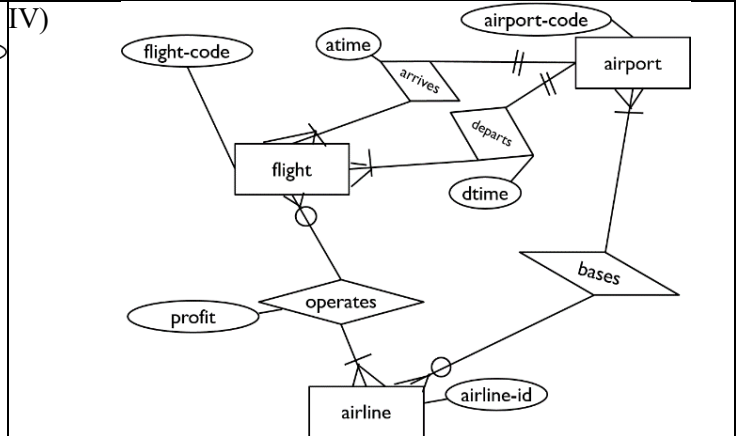 IV)
airport-code
flight-code
atime
airport
arrives
departs
flight
dtime
bases
operates
profit
airline-id
airline